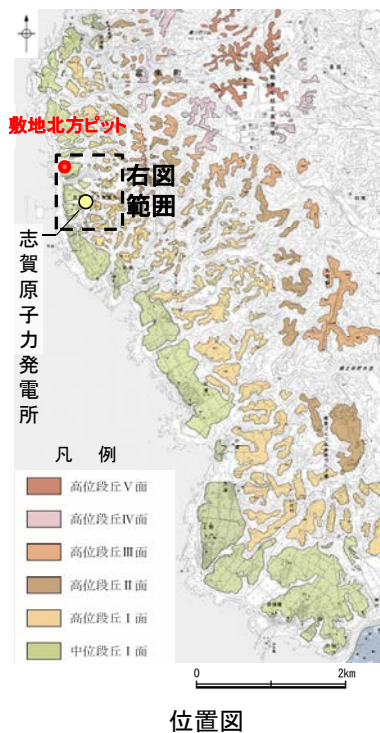 敷地北方ピット
右図
範囲
志賀原子力発電所
凡 例
高位段丘Ⅴ面
高位段丘Ⅳ面
高位段丘Ⅲ面
高位段丘Ⅱ面
高位段丘Ⅰ面
中位段丘Ⅰ面
0 2km
位置図